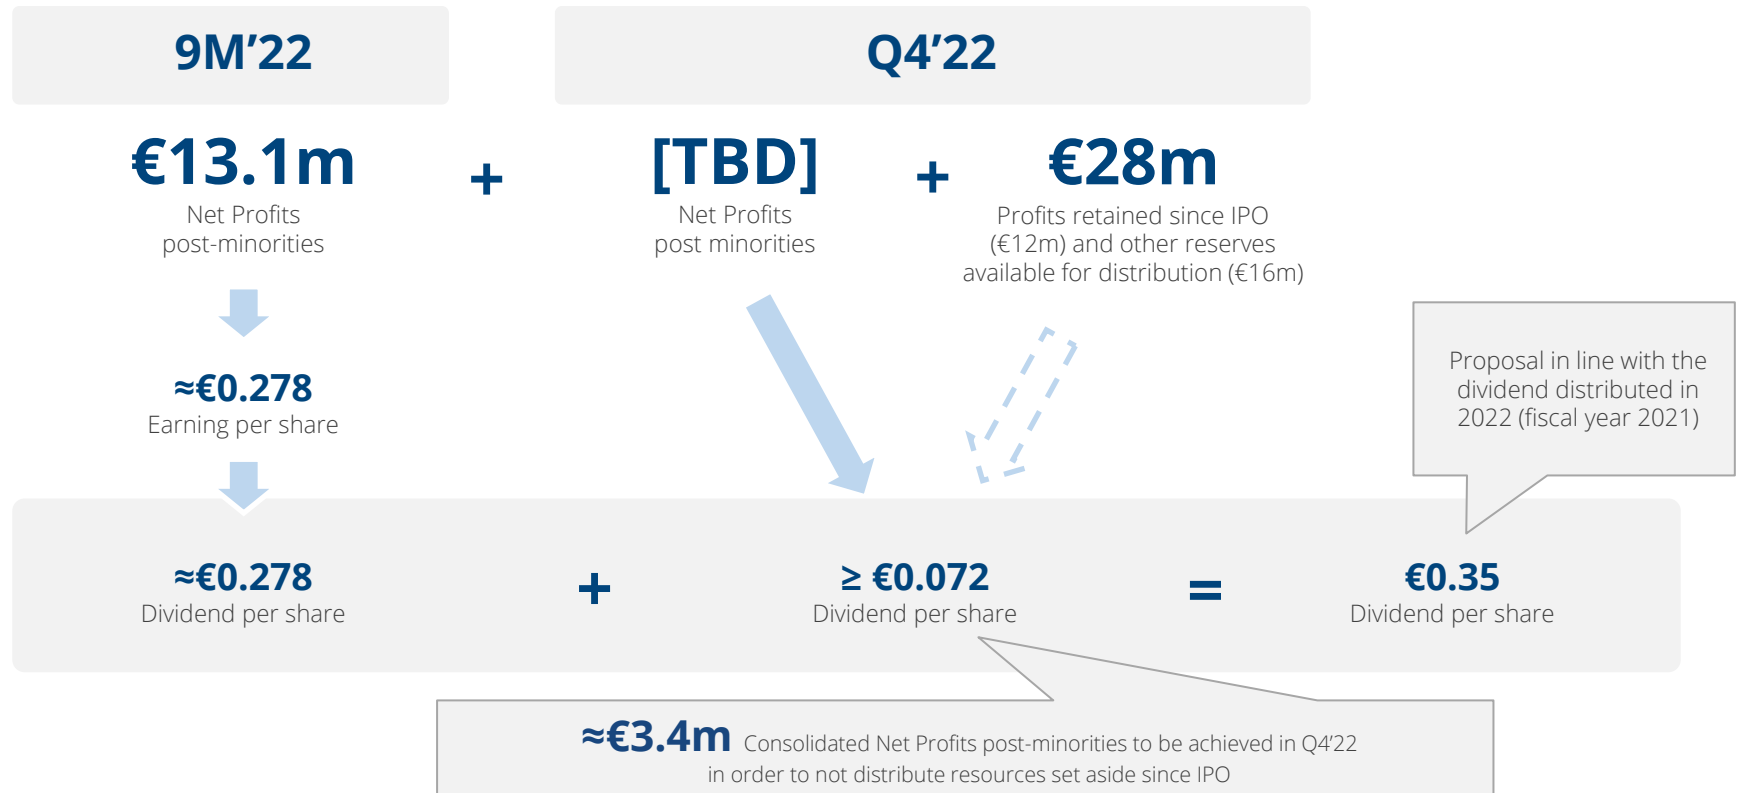 9M’22
Q4’22
€13.1m
+
[TBD]
+
€28m
Net Profits
post-minorities
Net Profits
post minorities
Profits retained since IPO
(€12m) and other reserves
available for distribution (€16m)
≈€0.278
Earning per share
Proposal in line with the
dividend distributed in
2022 (fiscal year 2021)
≈€0.278
Dividend per share
+
≥ €0.072
Dividend per share
=
€0.35
Dividend per share
≈€3.4m Consolidated Net Profits post-minorities to be achieved in Q4’22
in order to not distribute resources set aside since IPO